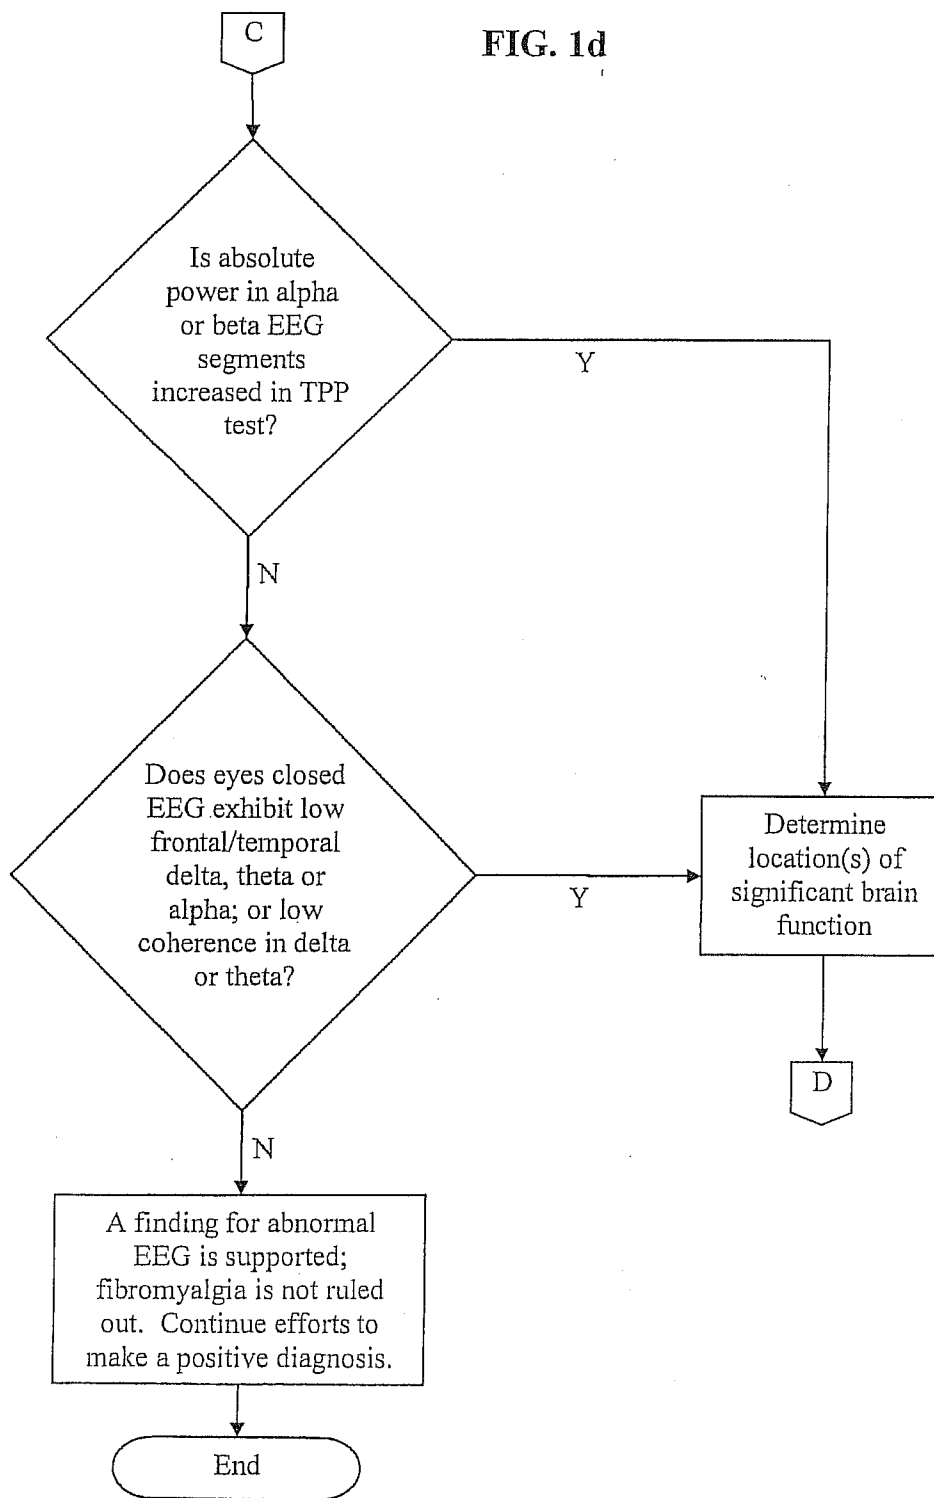 C
FIG. 1d
Is absolute
power in alpha
or beta EEG
segments
increased in TPP
test?
Y
N
Does eyes closed
EEG exhibit low
frontal/temporal
delta, theta or
alpha; or low
coherence in delta
or theta?
Y
Determine
location(s) of
significant brain
function
D
N
A finding for abnormal
EEG is supported;
fibromyalgia is not ruled
out. Continue efforts to
make a positive diagnosis.
End